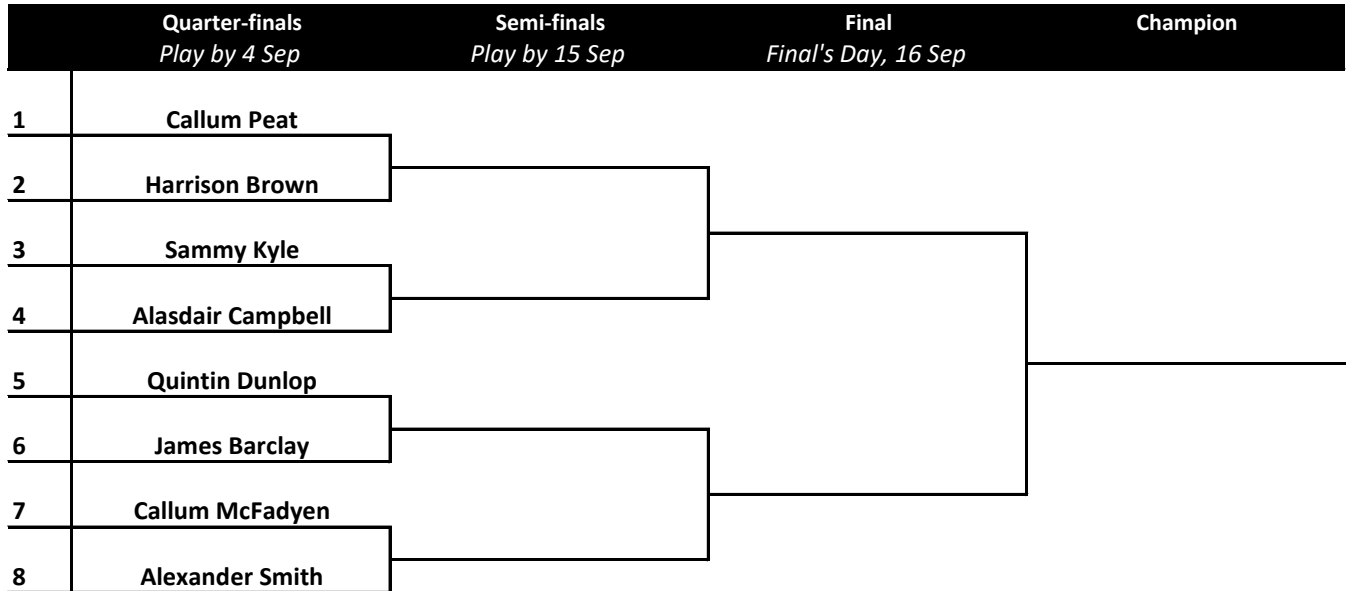 Quarter-finals Semi-finals Final Champion
Play by 4 Sep Play by 15 Sep Final's Day, 16 Sep
1 Callum Peat
2 Harrison Brown
3 Sammy Kyle
4 Alasdair Campbell
5 Quintin Dunlop
6 James Barclay
7 Callum McFadyen
8 Alexander Smith